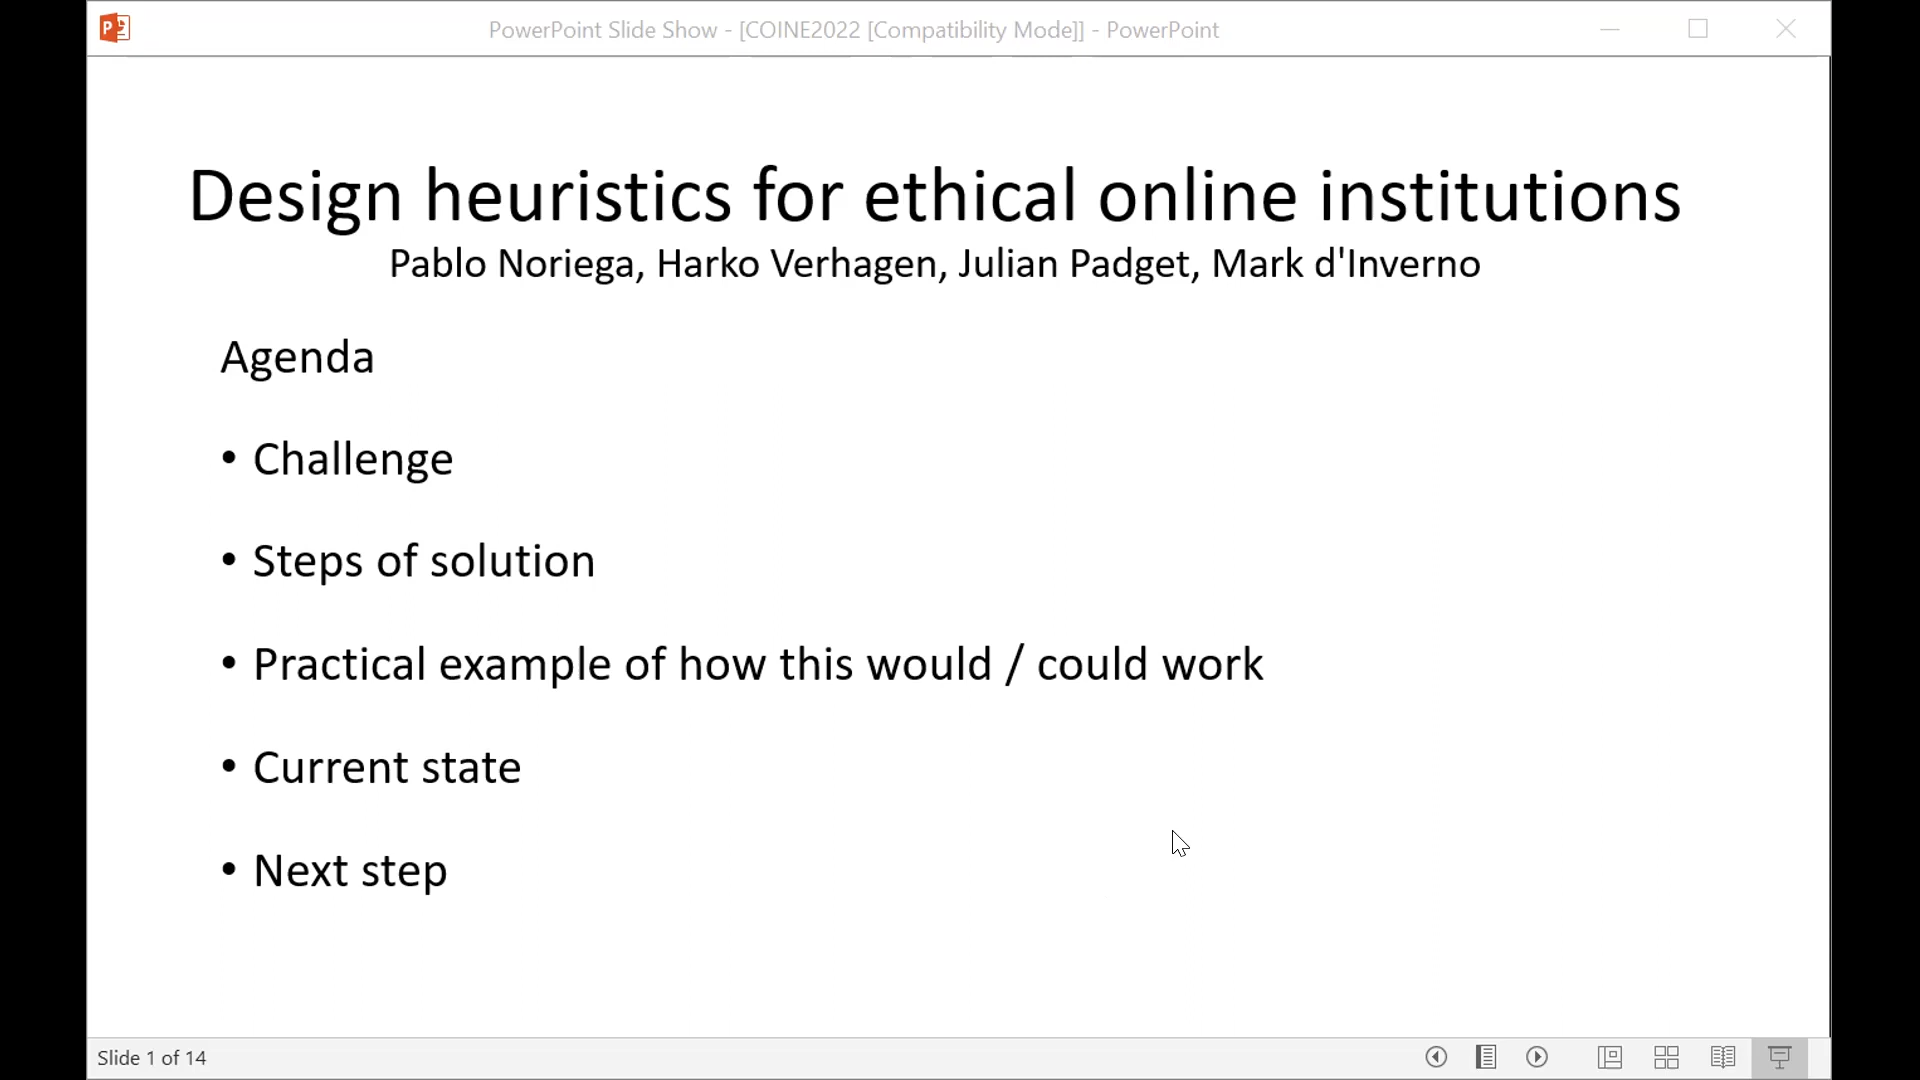 PowerPoint Slide Show - [COINE2022 [Compatibility Mode]] - PowerPoint
Design heuristics for ethical online institutions
Pablo Noriega, Harko Verhagen, Julian Padget, Mark d'Inverno
Agenda
• Challenge
• Steps of solution
• Practical example of how this would / could work
• Current state
• Next step
Slide 1 of 14